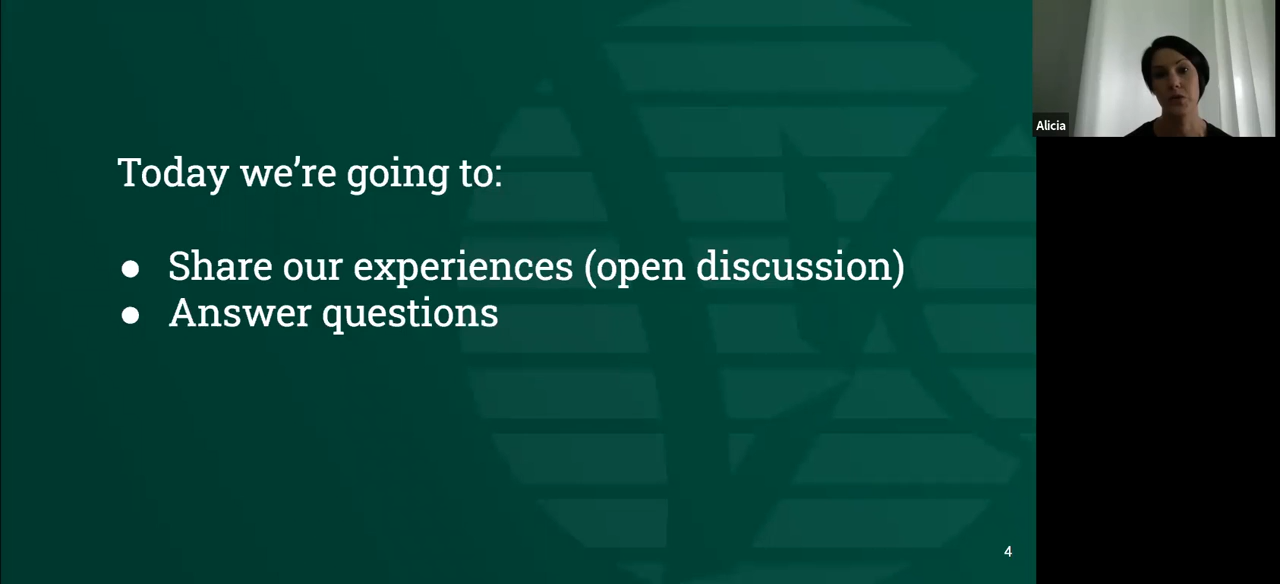 Today we’re going to:
● Share our experiences (open discussion)
● Answer questions
4
Alicia